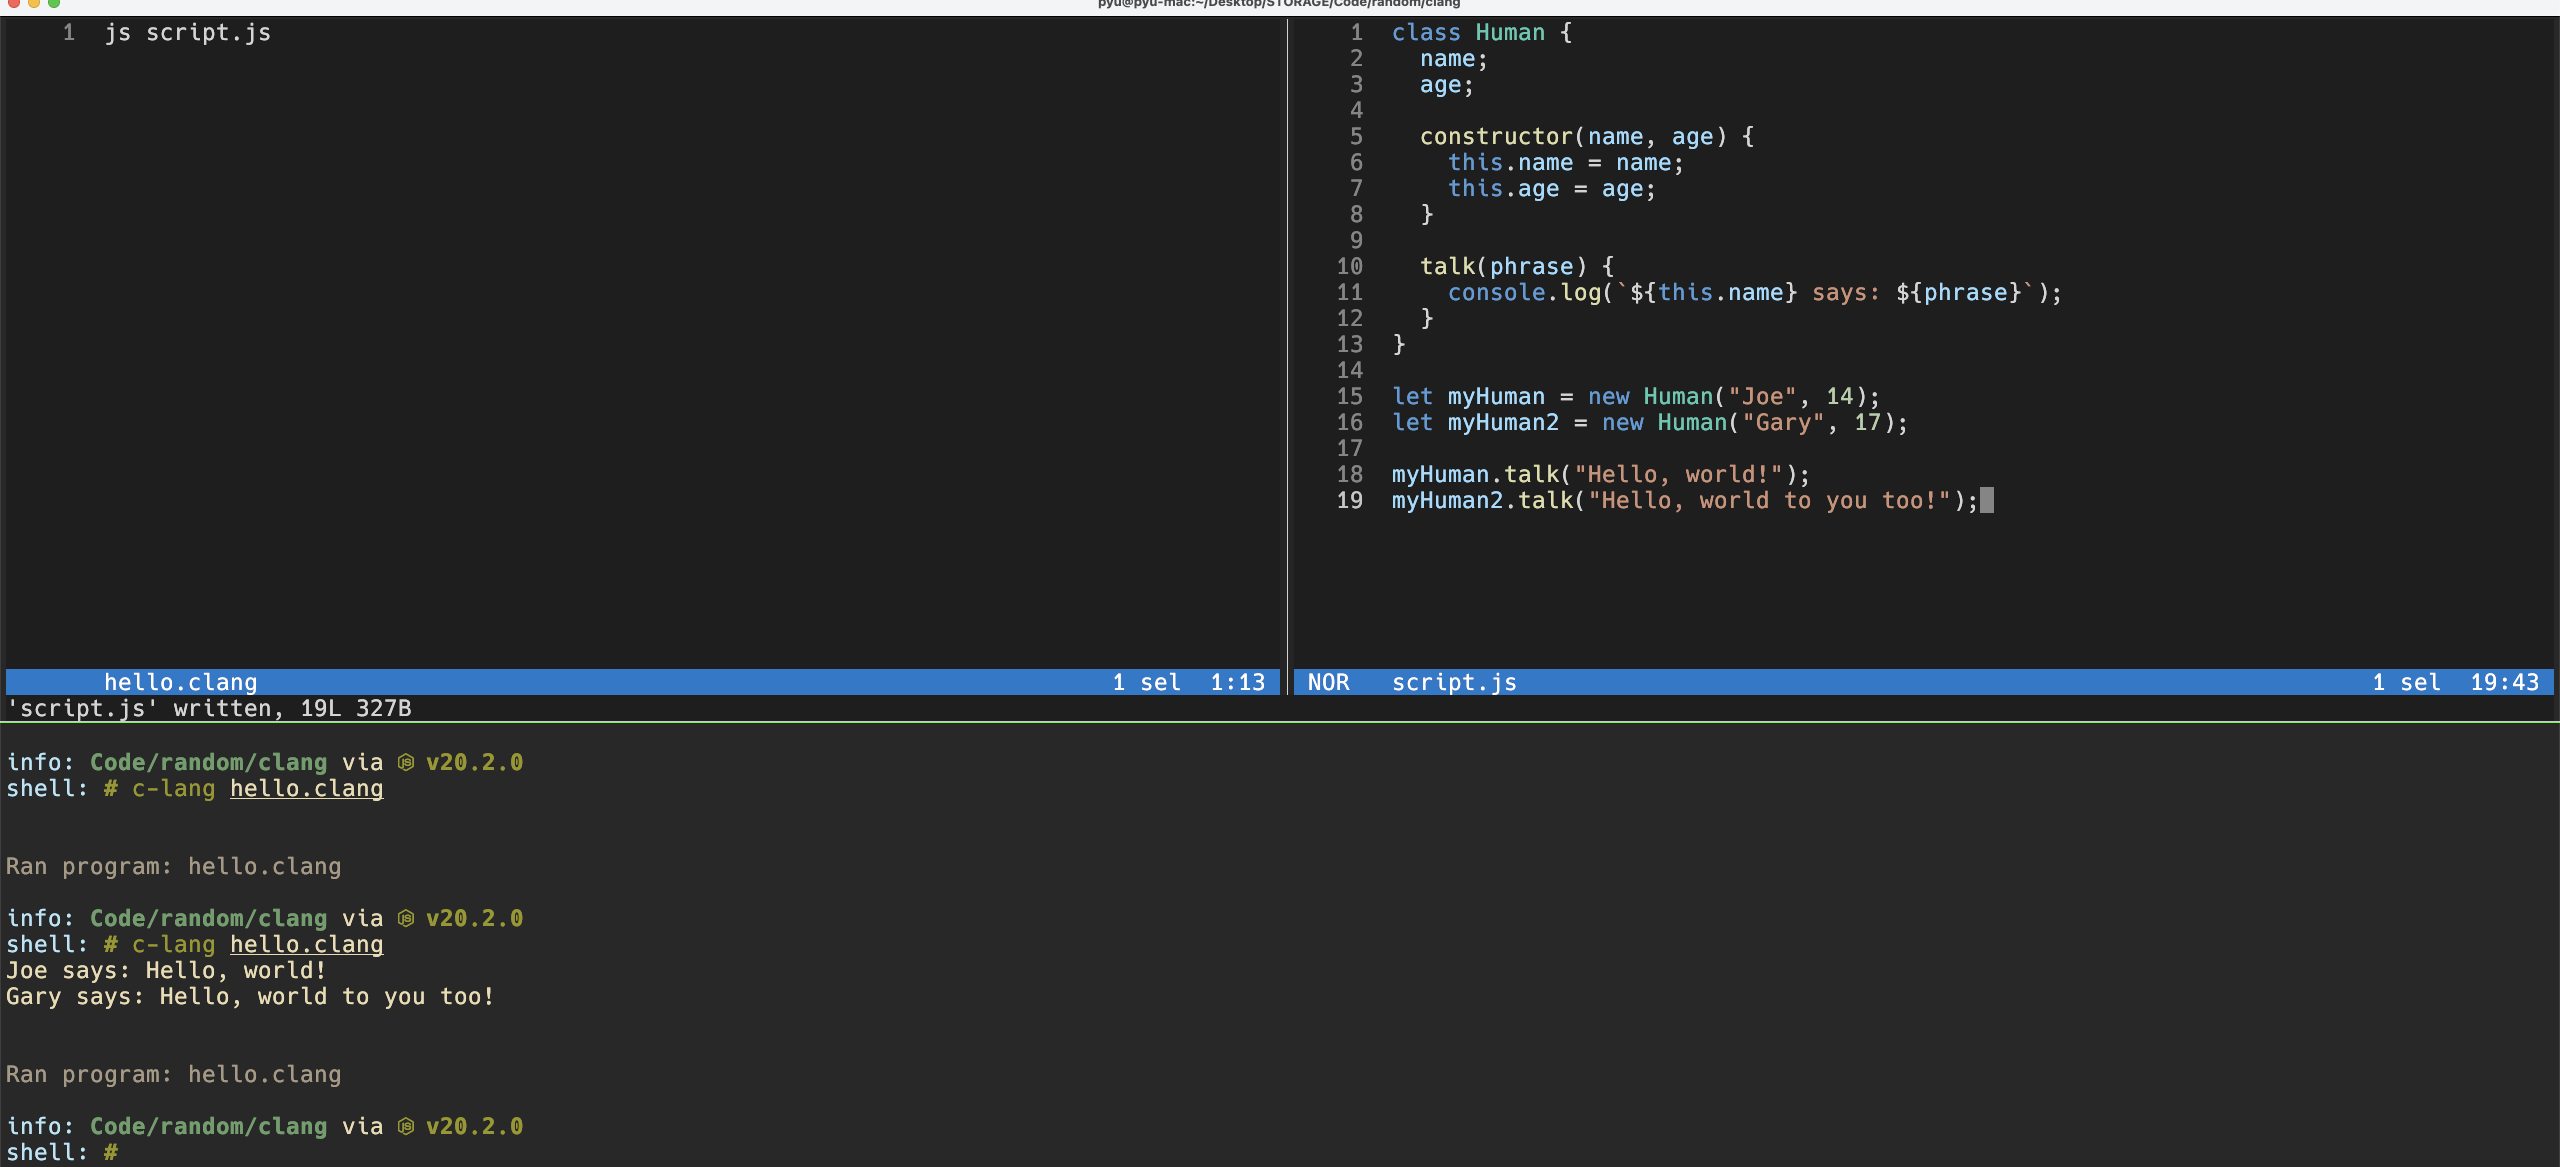 pyu@pyu-mac:~/Desktop/STORAGE/Code/random/clang
1 js script.js
hello.clang 1 sel 1:13
1 class Human {
2 name;
3 age;
4
5 constructor(name, age) {
6 this.name = name;
7 this.age = age;
8 }
9
10 talk(phrase) {
11 console.log(`${this.name} says: ${phrase}`);
12 }
13 }
14
15 let myHuman = new Human("Joe", 14);
16 let myHuman2 = new Human("Gary", 17);
17
18 myHuman.talk("Hello, world!");
19 myHuman2.talk("Hello, world to you too!");
NOR script.js 1 sel 19:43
'script.js' written, 19L 327B
info: Code/random/clang via v20.2.0
shell: # c-lang hello.clang
Ran program: hello.clang
info: Code/random/clang via v20.2.0
shell: # c-lang hello.clang
Joe says: Hello, world!
Gary says: Hello, world to you too!
Ran program: hello.clang
info: Code/random/clang via v20.2.0
shell: #